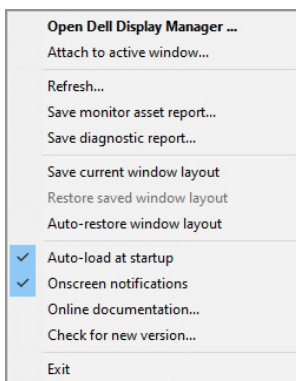 Open Dell Display Manager ...
Attach to active window...
Refresh...
Save monitor asset report...
Save diagnostic report...
Save current window layout
Restore saved window layout
Auto-restore window layout
Auto-load at startup
Onscreen notifications
Online documentation...
Check for new version...
Exit